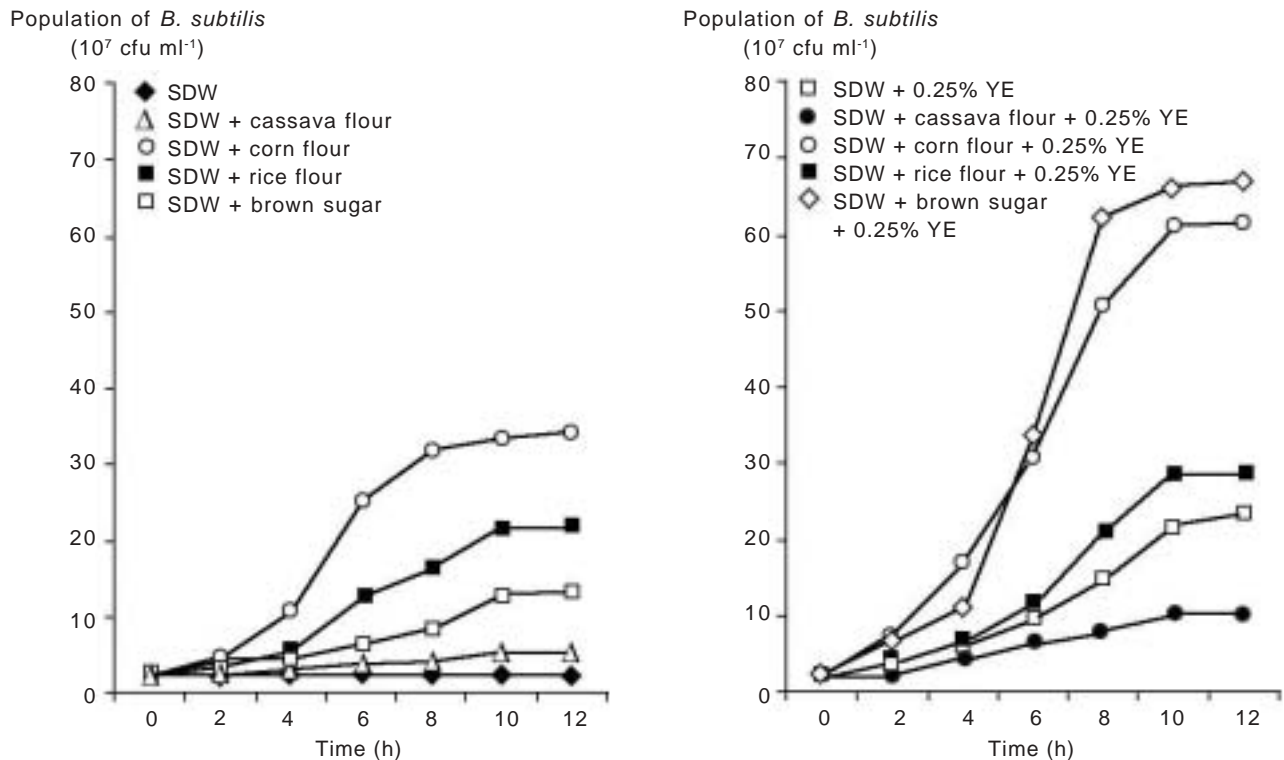 Population of B. subtilis
(10⁷ cfu ml⁻¹)
80
70
60
50
40
30
20
10
0
SDW
SDW + cassava flour
SDW + corn flour
SDW + rice flour
SDW + brown sugar
0 2 4 6 8 10 12
Time (h)
Population of B. subtilis
(10⁷ cfu ml⁻¹)
80
70
60
50
40
30
20
10
0
SDW + 0.25% YE
SDW + cassava flour + 0.25% YE
SDW + corn flour + 0.25% YE
SDW + rice flour + 0.25% YE
SDW + brown sugar
+ 0.25% YE
0 2 4 6 8 10 12
Time (h)